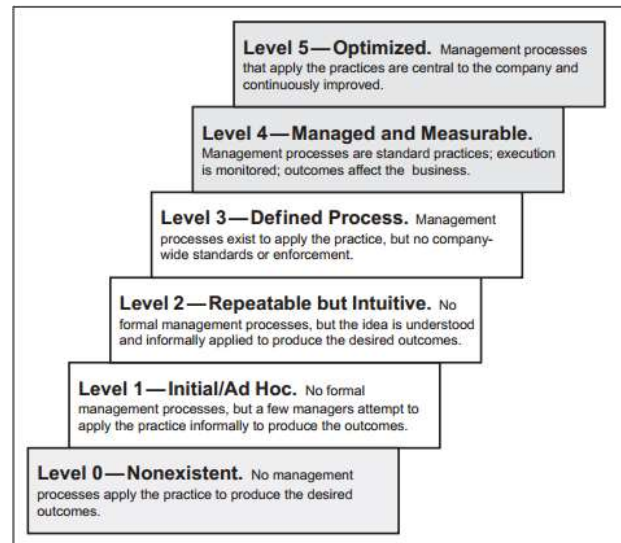 Level 5—Optimized. Management processes
that apply the practices are central to the company and
continuously improved.
Level 4—Managed and Measurable.
Management processes are standard practices; execution
is monitored; outcomes affect the business.
Level 3—Defined Process. Management
processes exist to apply the practice, but no company-
wide standards or enforcement.
Level 2—Repeatable but Intuitive. No
formal management processes, but the idea is understood
and informally applied to produce the desired outcomes.
Level 1—Initial/Ad Hoc. No formal
management processes, but a few managers attempt to
apply the practice informally to produce the outcomes.
Level 0—Nonexistent. No management
processes apply the practice to produce the desired
outcomes.